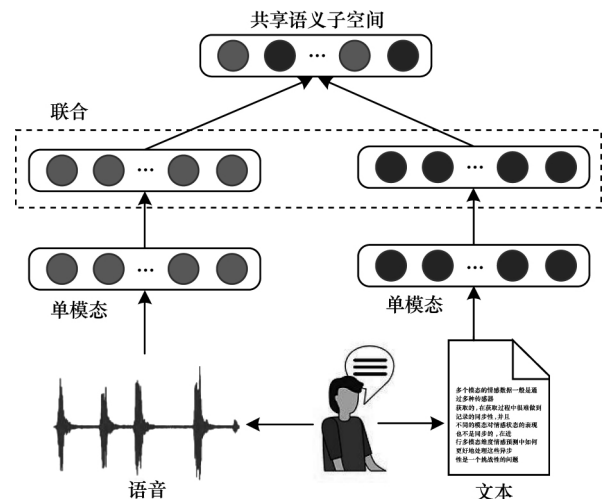 共享语义子空间
联合
单模态
单模态
多个模态的情感数据一般是通
过多种传感器
获取的,在获取过程中很难做到
记录的同步性,并且
不同的模态对情感状态的表现
也不是同步的,在进
行多模态维度情感预测中如何
更好地处理这些异步
性是一个挑战性的问题
语音
文本